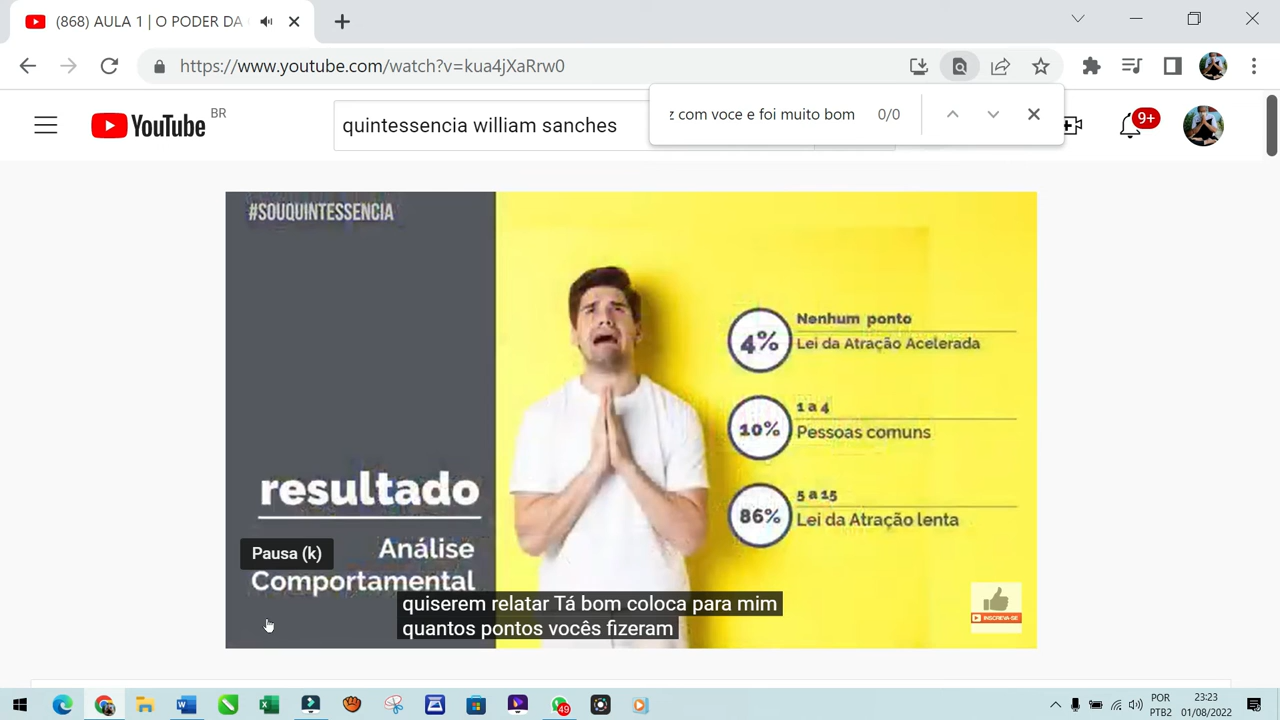 (868) AULA 1 | O PODER DA
https://www.youtube.com/watch?v=kua4jXaRrw0
z com voce e foi muito bom 0/0
YouTube BR
quintessencia william sanches
9+
#SOUQUINTESSENCIA
Nenhum ponto
4%
Lei da Atração Acelerada
1 a 4
10%
Pessoas comuns
5 a 15
86%
Lei da Atração lenta
resultado
Análise
Comportamental
Pausa (k)
quiserem relatar Tá bom coloca para mim
quantos pontos vocês fizeram
INSCREVA-SE
49
POR
PTB2
23:23
01/08/2022